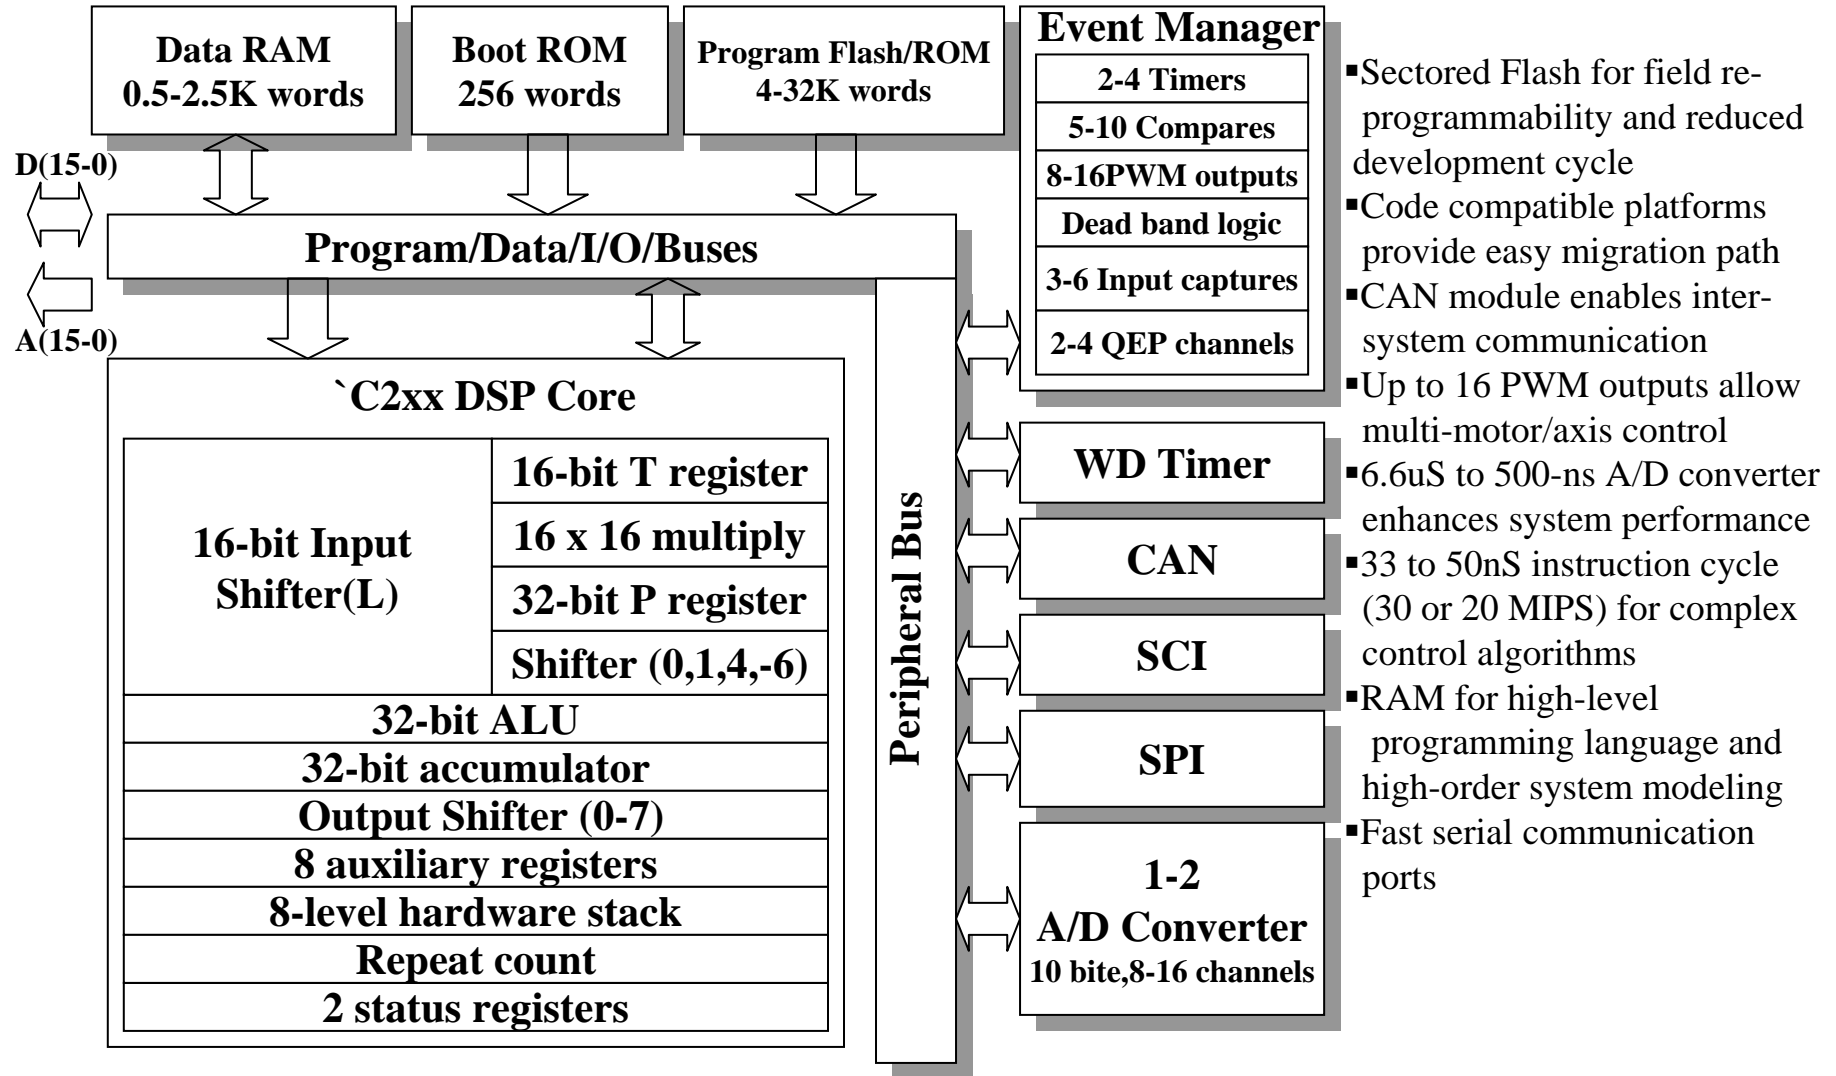 Data RAM
0.5-2.5K words
Boot ROM
256 words
Program Flash/ROM
4-32K words
D(15-0)
A(15-0)
Program/Data/I/O/Buses
`C2xx DSP Core
16-bit Input
Shifter(L)
16-bit T register
16 x 16 multiply
32-bit P register
Shifter (0,1,4,-6)
32-bit ALU
32-bit accumulator
Output Shifter (0-7)
8 auxiliary registers
8-level hardware stack
Repeat count
2 status registers
Peripheral Bus
Event Manager
2-4 Timers
5-10 Compares
8-16PWM outputs
Dead band logic
3-6 Input captures
2-4 QEP channels
WD Timer
CAN
SCI
SPI
1-2
A/D Converter
10 bite,8-16 channels
▪Sectored Flash for field re-
programmability and reduced
development cycle
▪Code compatible platforms
provide easy migration path
▪CAN module enables inter-
system communication
▪Up to 16 PWM outputs allow
multi-motor/axis control
▪6.6uS to 500-ns A/D converter
enhances system performance
▪33 to 50nS instruction cycle
(30 or 20 MIPS) for complex
control algorithms
▪RAM for high-level
programming language and
high-order system modeling
▪Fast serial communication
ports